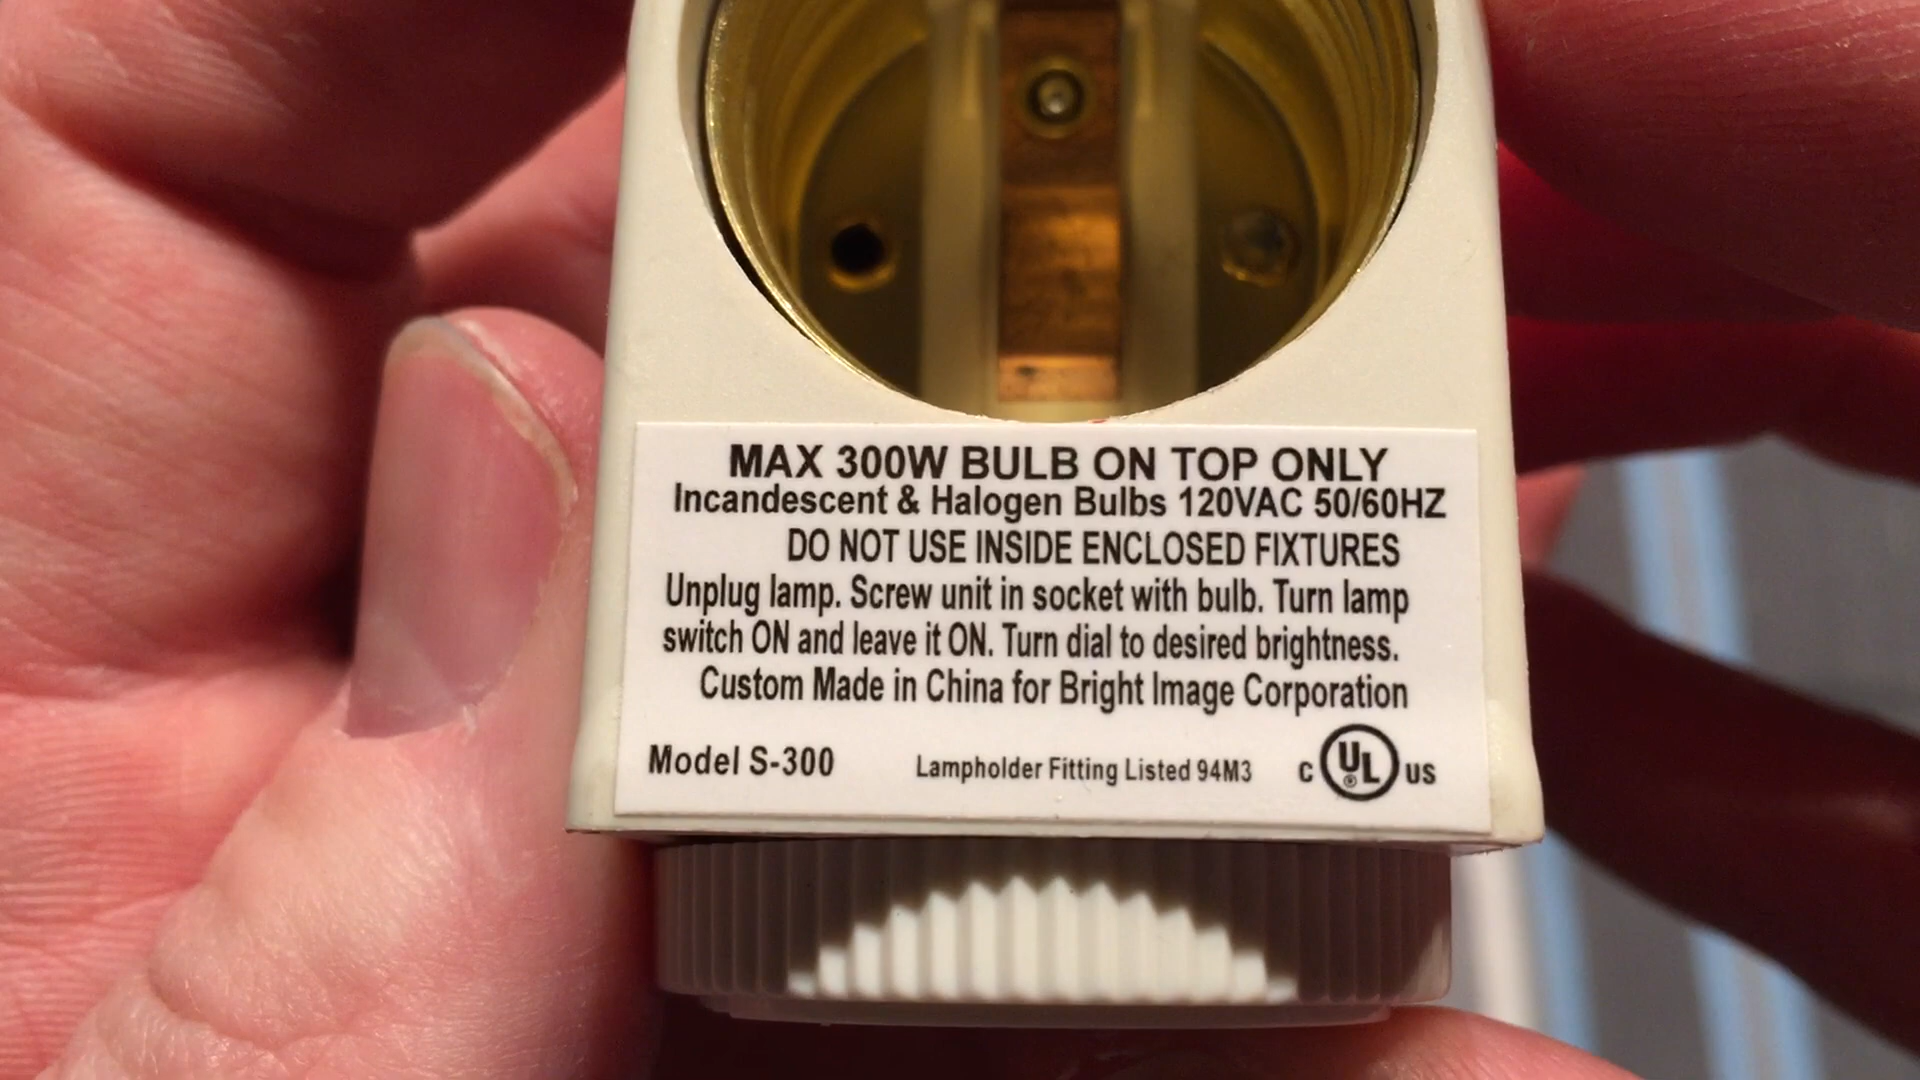 MAX 300W BULB ON TOP ONLY
Incandescent & Halogen Bulbs 120VAC 50/60HZ
DO NOT USE INSIDE ENCLOSED FIXTURES
Unplug lamp. Screw unit in socket with bulb. Turn lamp
switch ON and leave it ON. Turn dial to desired brightness.
Custom Made in China for Bright Image Corporation
Model S-300 Lampholder Fitting Listed 94M3 C UL ® US